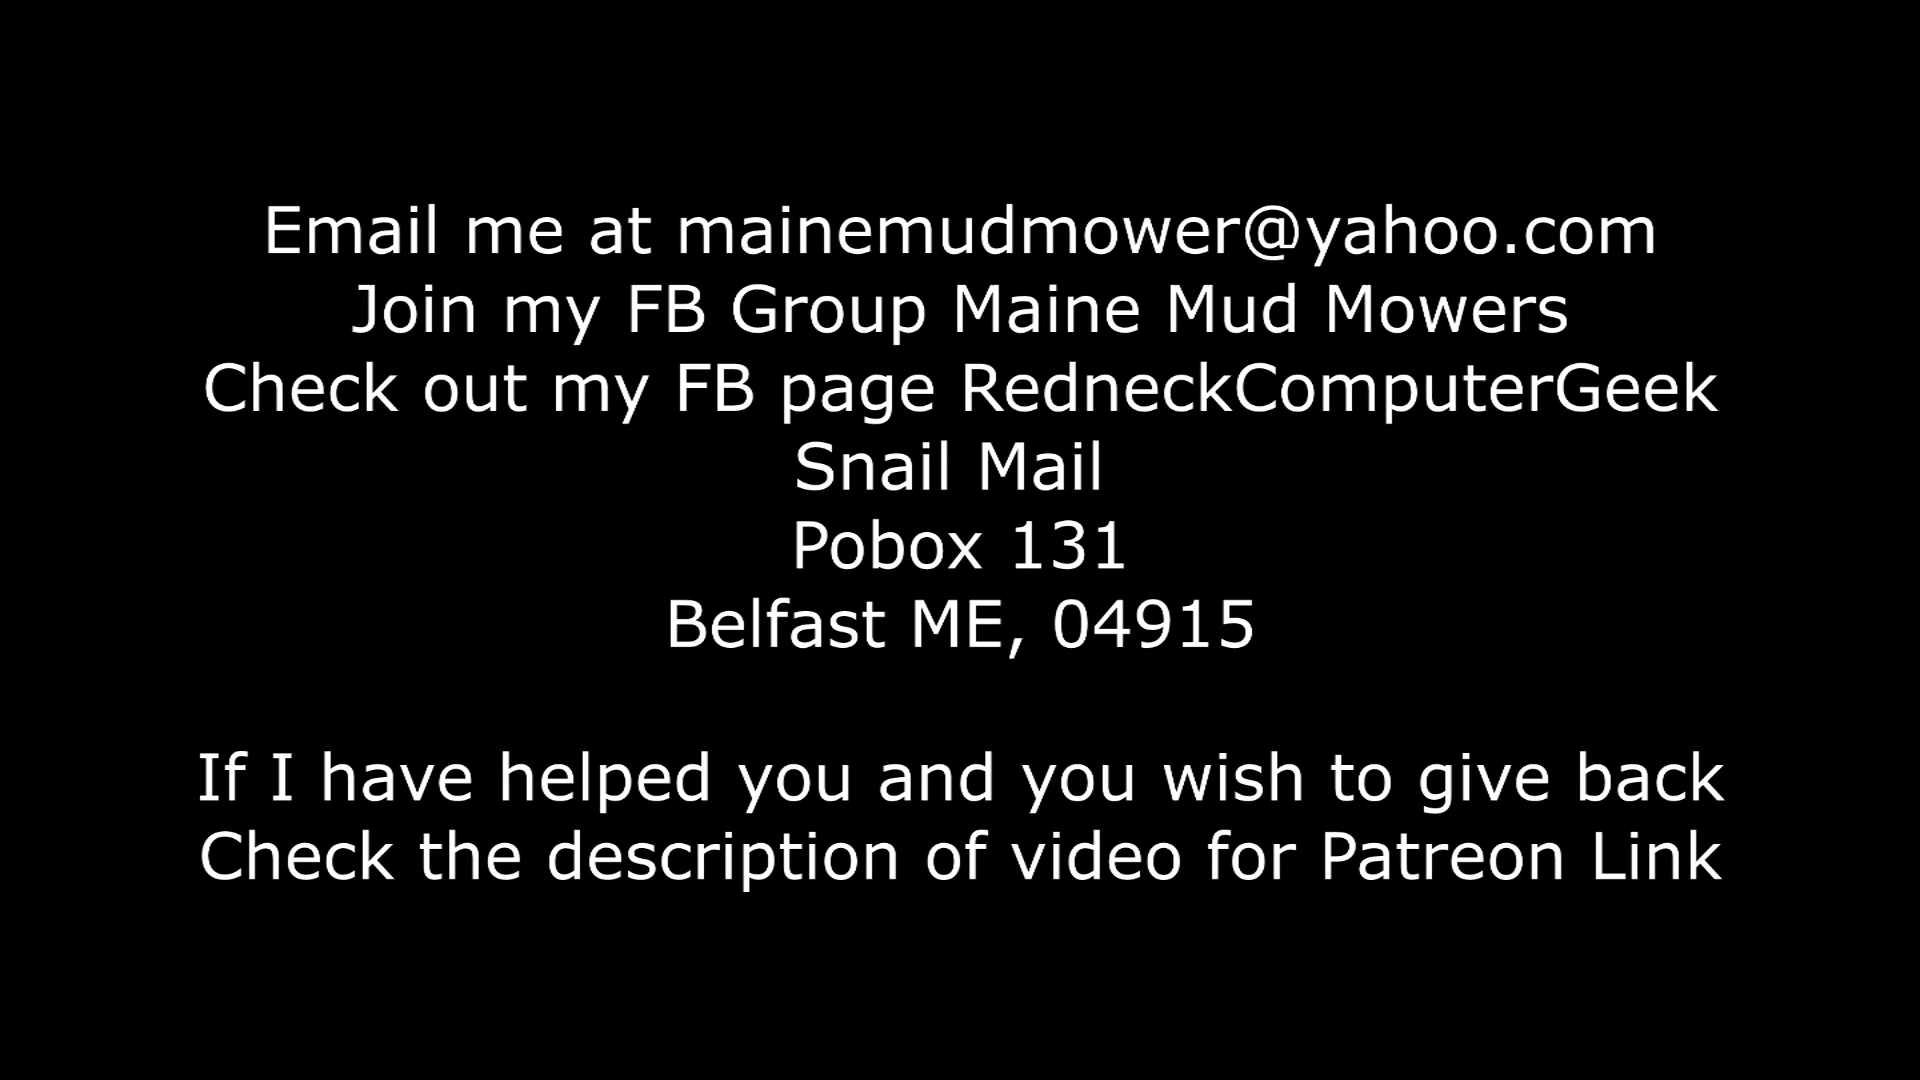 Email me at mainemudmower@yahoo.com
Join my FB Group Maine Mud Mowers
Check out my FB page RedneckComputerGeek
Snail Mail
Pobox 131
Belfast ME, 04915
If I have helped you and you wish to give back
Check the description of video for Patreon Link